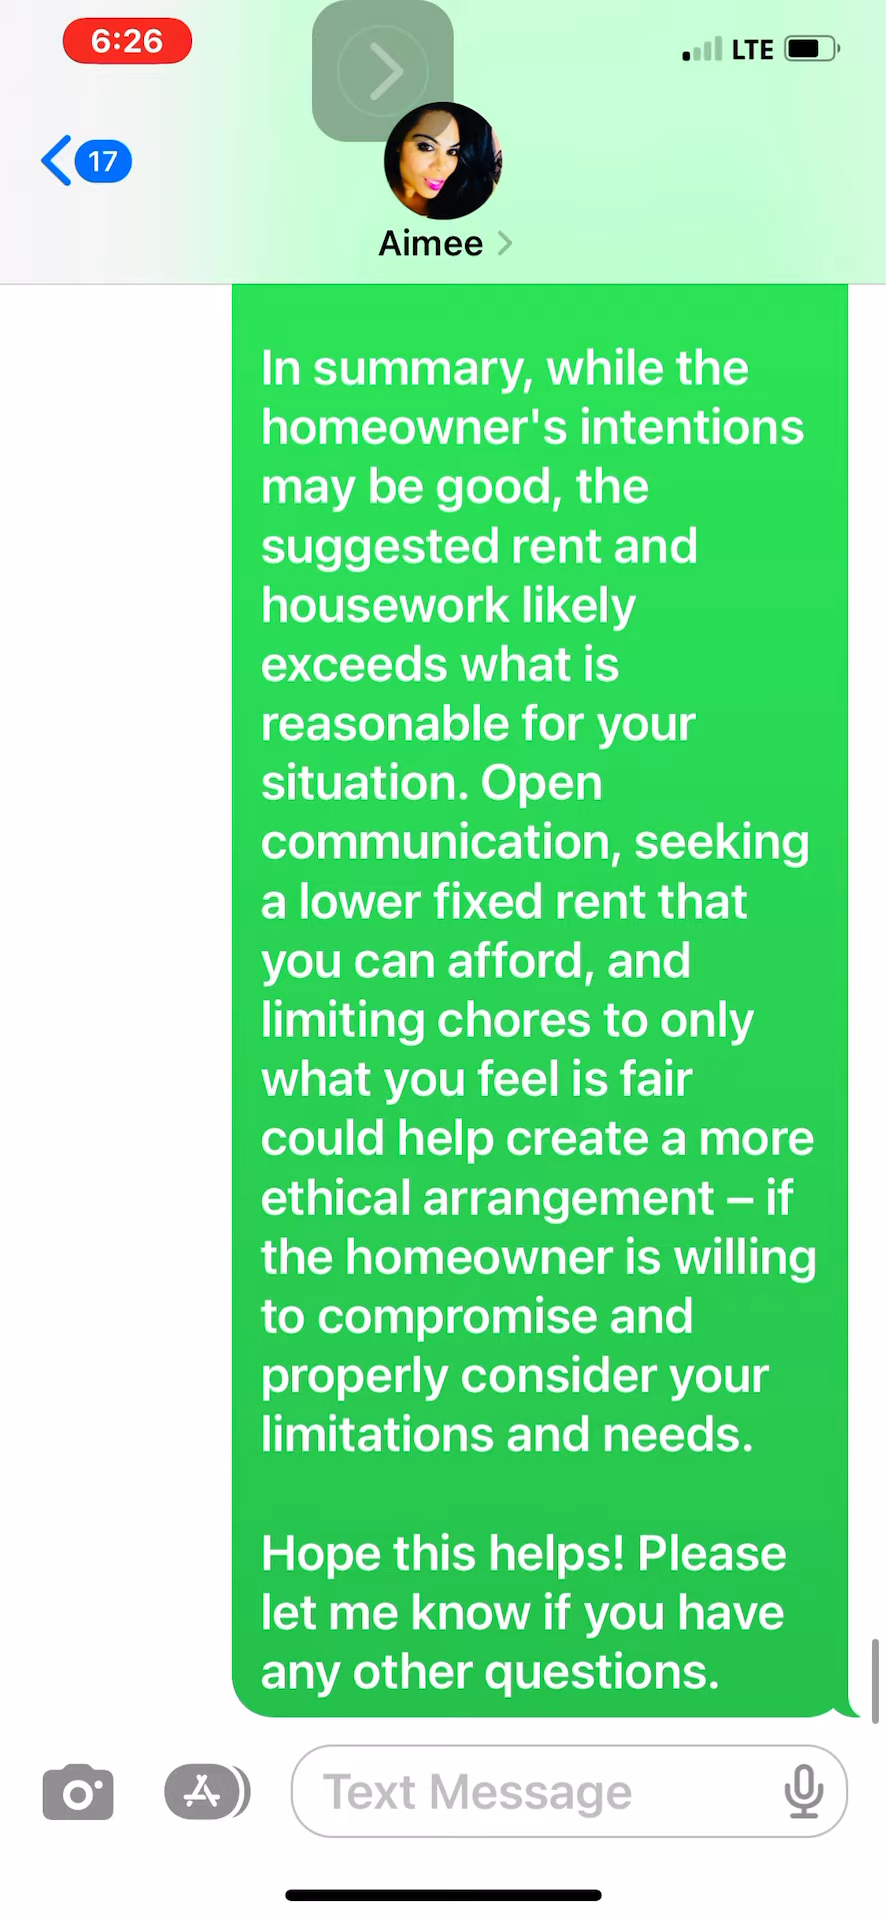 6:26
LTE
17
Aimee
In summary, while the
homeowner's intentions
may be good, the
suggested rent and
housework likely
exceeds what is
reasonable for your
situation. Open
communication, seeking
a lower fixed rent that
you can afford, and
limiting chores to only
what you feel is fair
could help create a more
ethical arrangement – if
the homeowner is willing
to compromise and
properly consider your
limitations and needs.
Hope this helps! Please
let me know if you have
any other questions.
Text Message